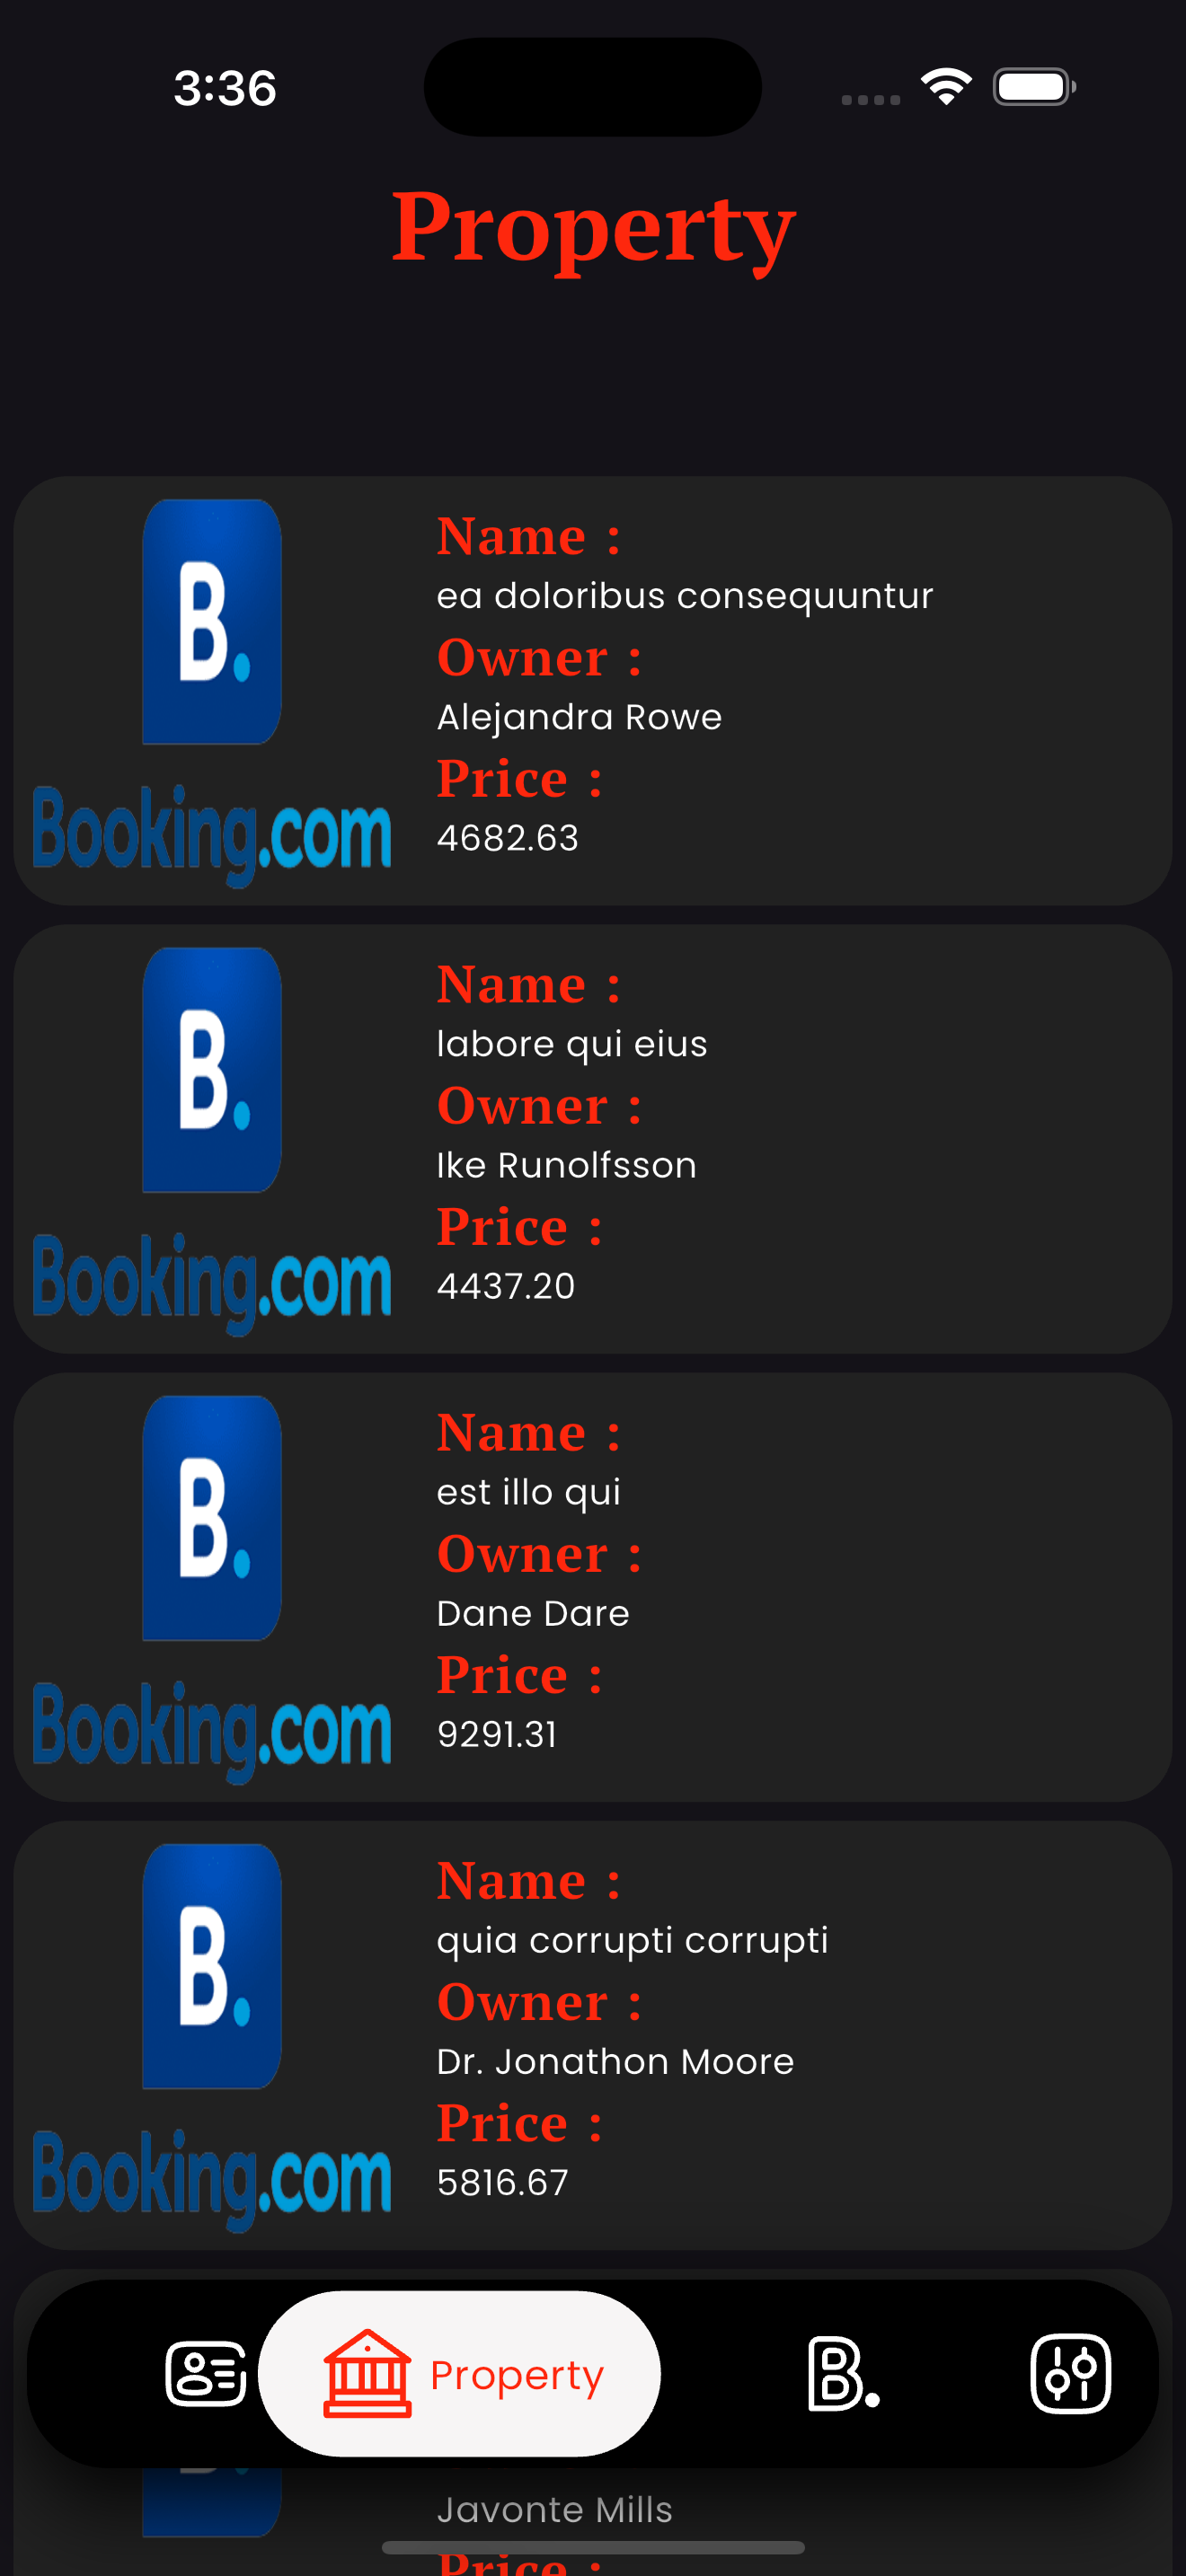 3:36
Property
B.
Booking.com
Name :
ea doloribus consequuntur
Owner :
Alejandra Rowe
Price :
4682.63
B.
Booking.com
Name :
labore qui eius
Owner :
Ike Runolfsson
Price :
4437.20
B.
Booking.com
Name :
est illo qui
Owner :
Dane Dare
Price :
9291.31
B.
Booking.com
Name :
quia corrupti corrupti
Owner :
Dr. Jonathon Moore
Price :
5816.67
Property
B.
Javonte Mills
Price :